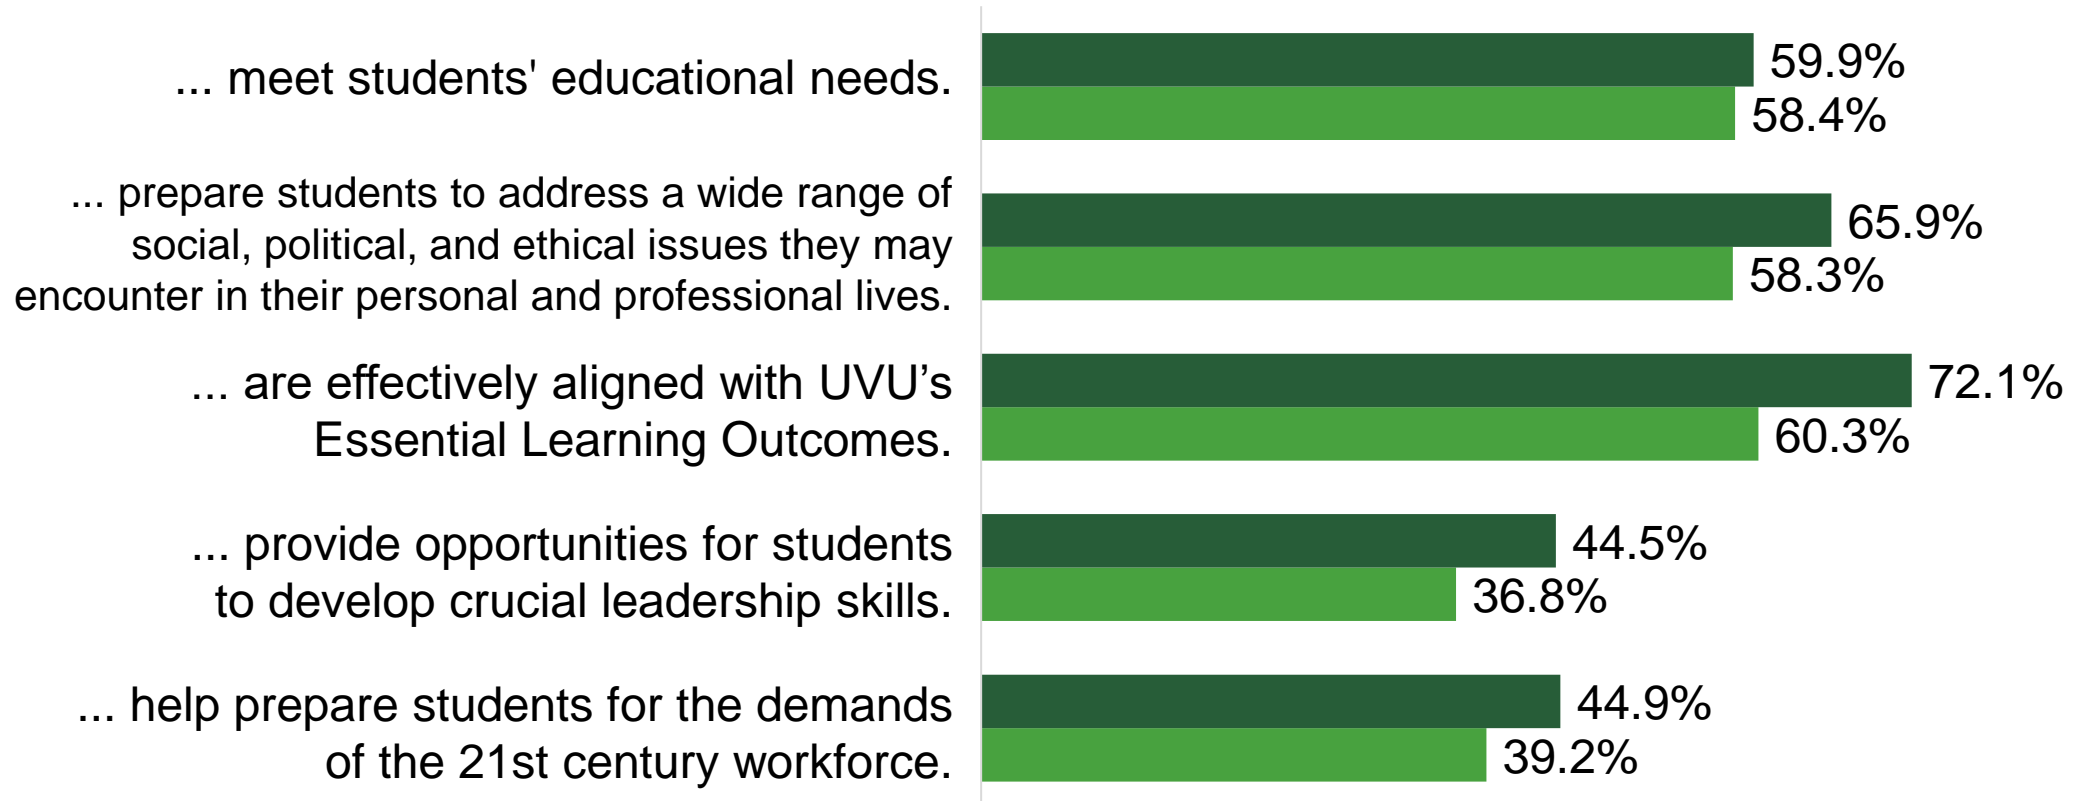 ... meet students' educational needs.
59.9%
58.4%
... prepare students to address a wide range of
social, political, and ethical issues they may
encounter in their personal and professional lives.
65.9%
58.3%
... are effectively aligned with UVU’s
Essential Learning Outcomes.
72.1%
60.3%
... provide opportunities for students
to develop crucial leadership skills.
44.5%
36.8%
... help prepare students for the demands
of the 21st century workforce.
44.9%
39.2%